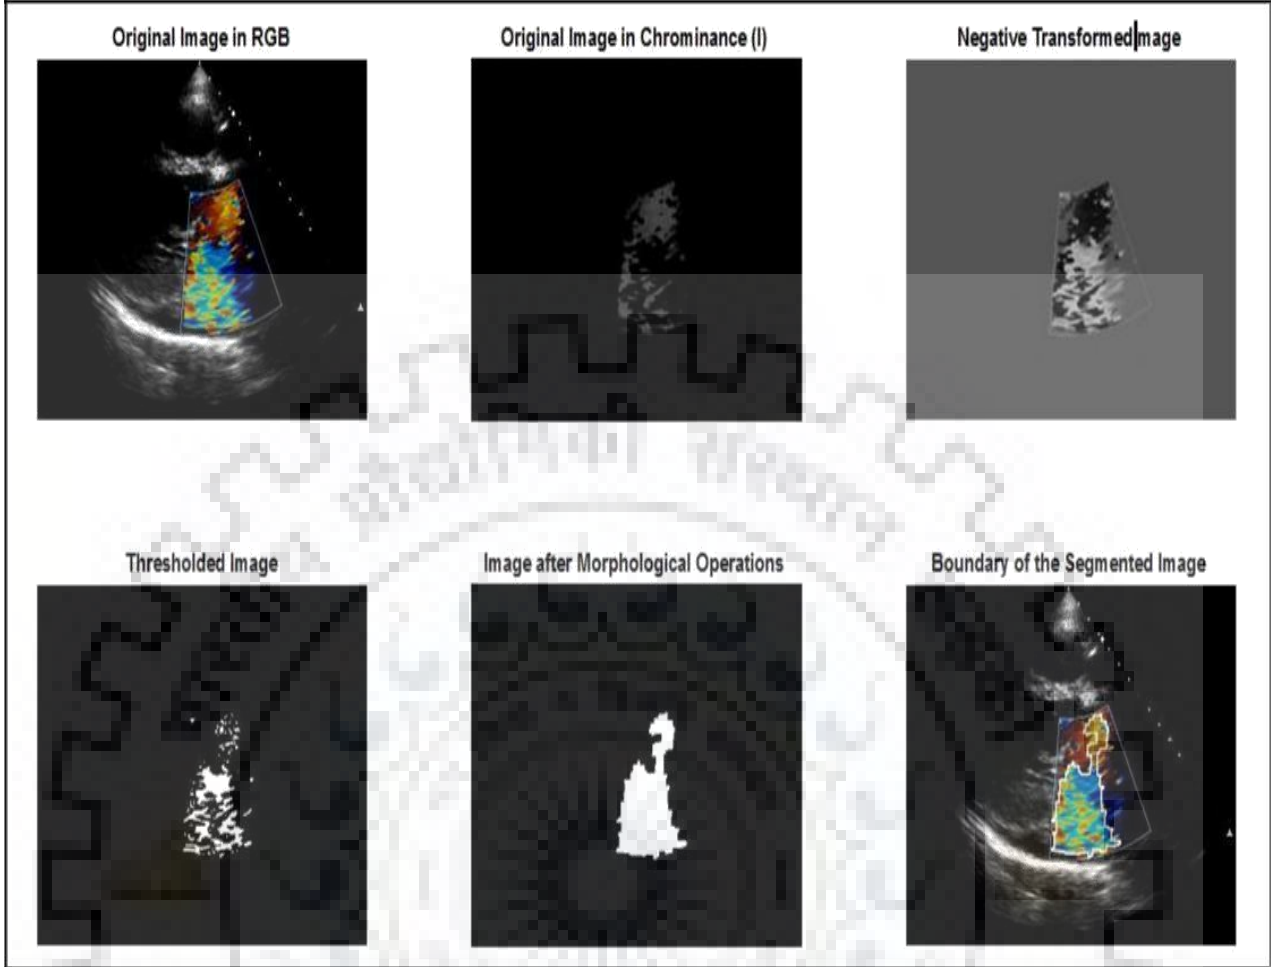 Original Image in RGB
Original Image in Chrominance (I)
Negative Transformed mage
Thresholded Image
Image after Morphological Operations
Boundary of the Segmented Image